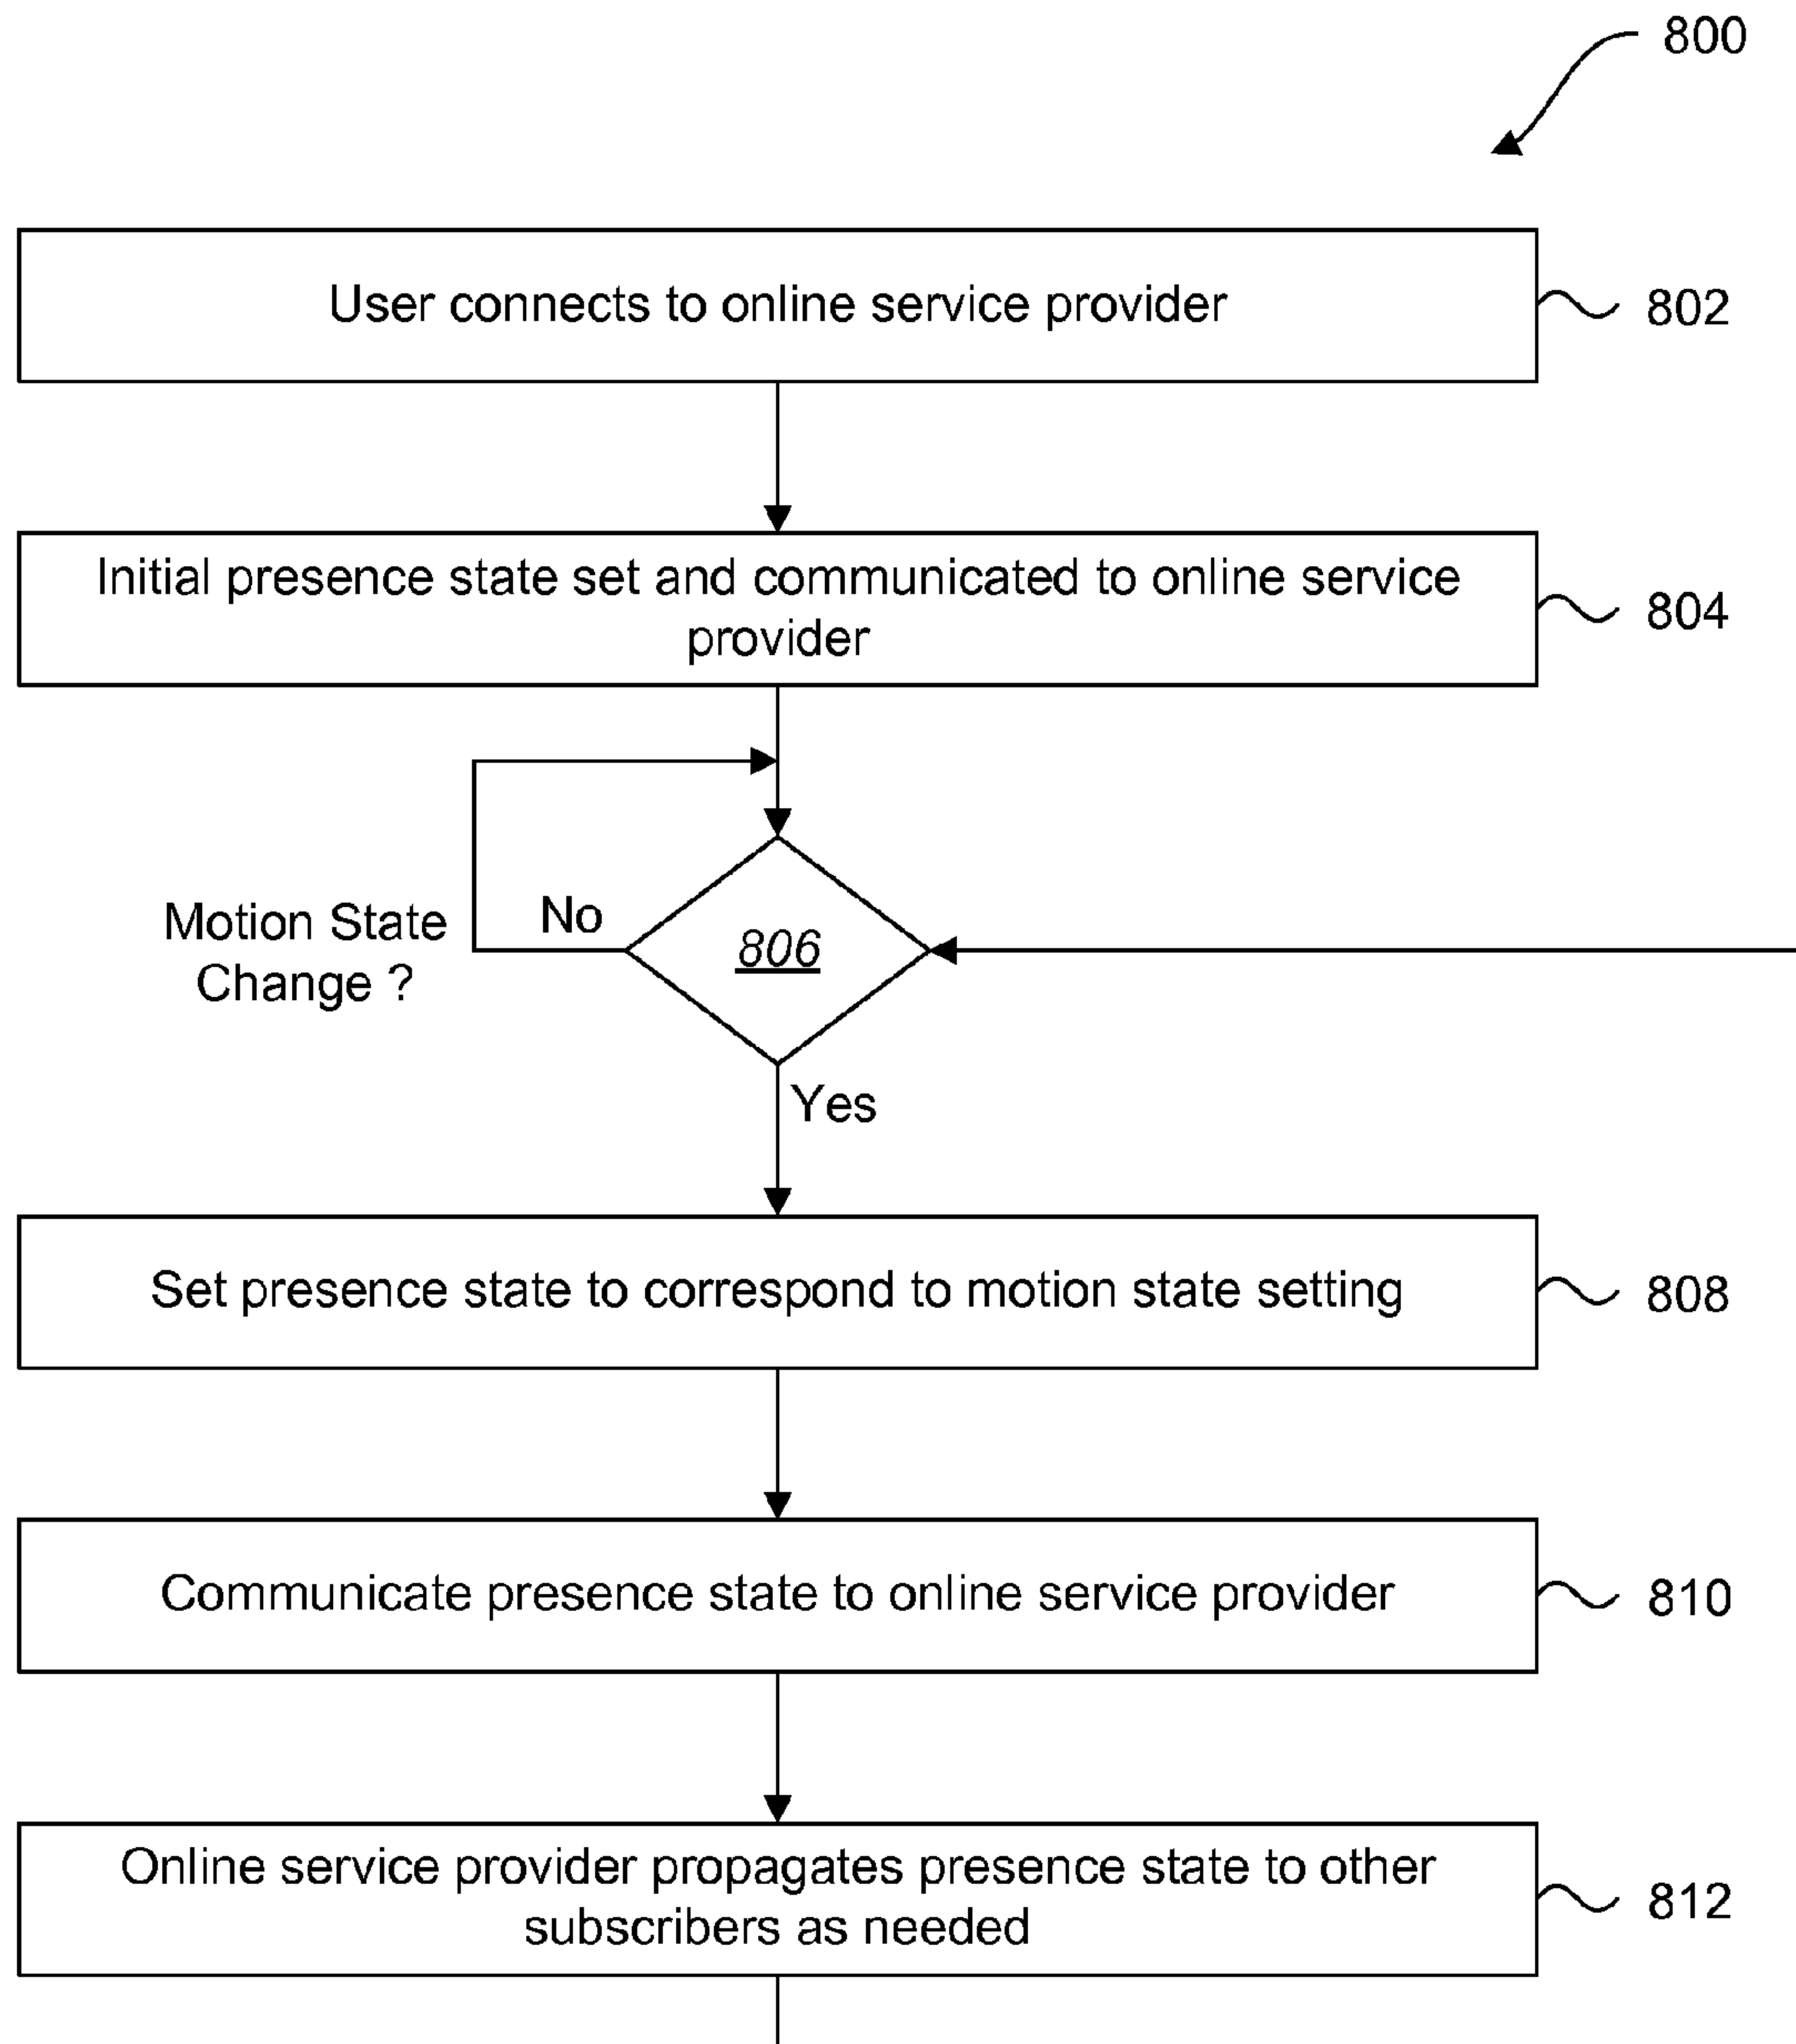 800
User connects to online service provider
802
Initial presence state set and communicated to online service
provider
804
Motion State
Change ?
No
806
Yes
Set presence state to correspond to motion state setting
808
Communicate presence state to online service provider
810
Online service provider propagates presence state to other
subscribers as needed
812